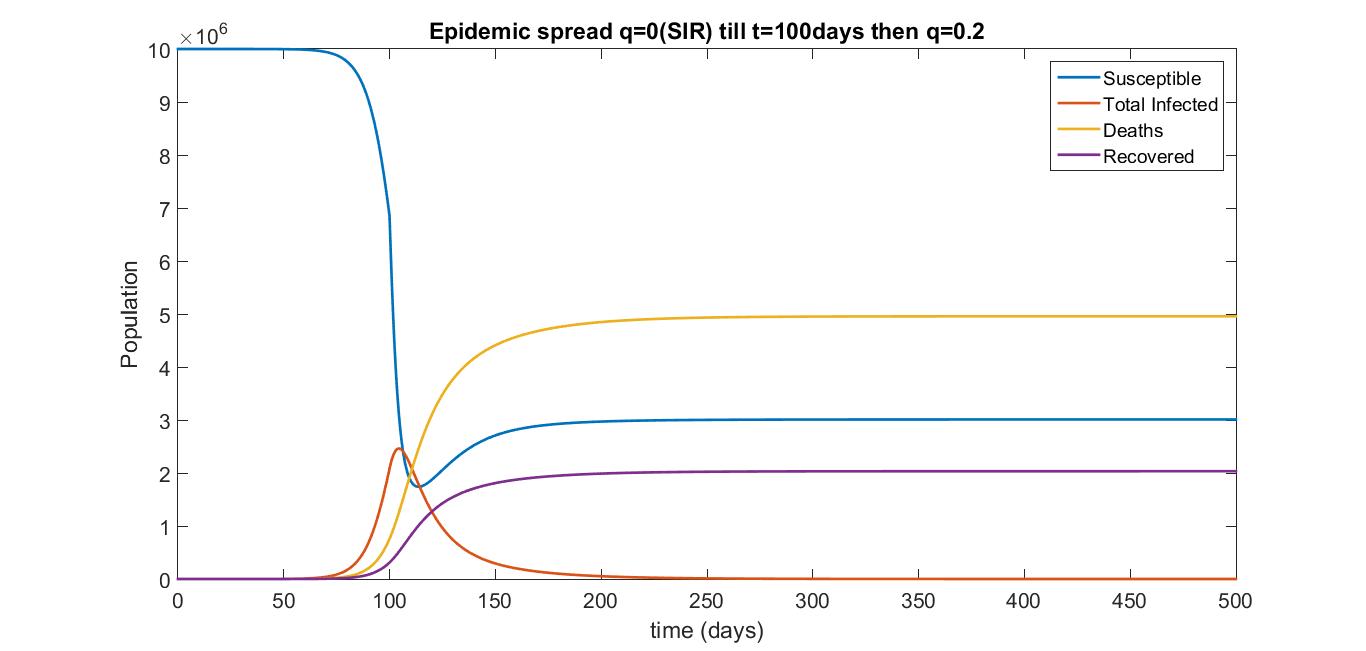 Epidemic spread q=0(SIR) till t=100days then q=0.2
×10⁶
10
9
8
7
6
5
4
3
2
1
0
Population
Susceptible
Total Infected
Deaths
Recovered
0 50 100 150 200 250 300 350 400 450 500
time (days)